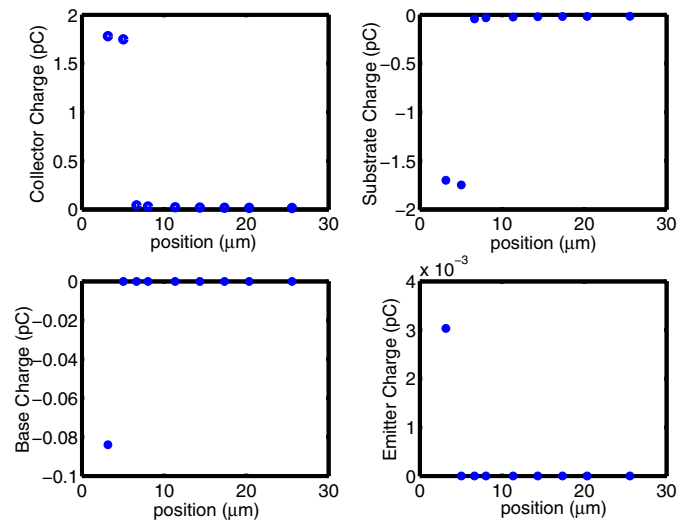 2
1.5
1
0.5
0
0 10 20 30
Collector Charge (pC)
position (μm)
0
−0.5
−1
−1.5
−2
0 10 20 30
Substrate Charge (pC)
position (μm)
0
−0.02
−0.04
−0.06
−0.08
−0.1
0 10 20 30
Base Charge (pC)
position (μm)
x 10⁻³
4
3
2
1
0
0 10 20 30
Emitter Charge (pC)
position (μm)